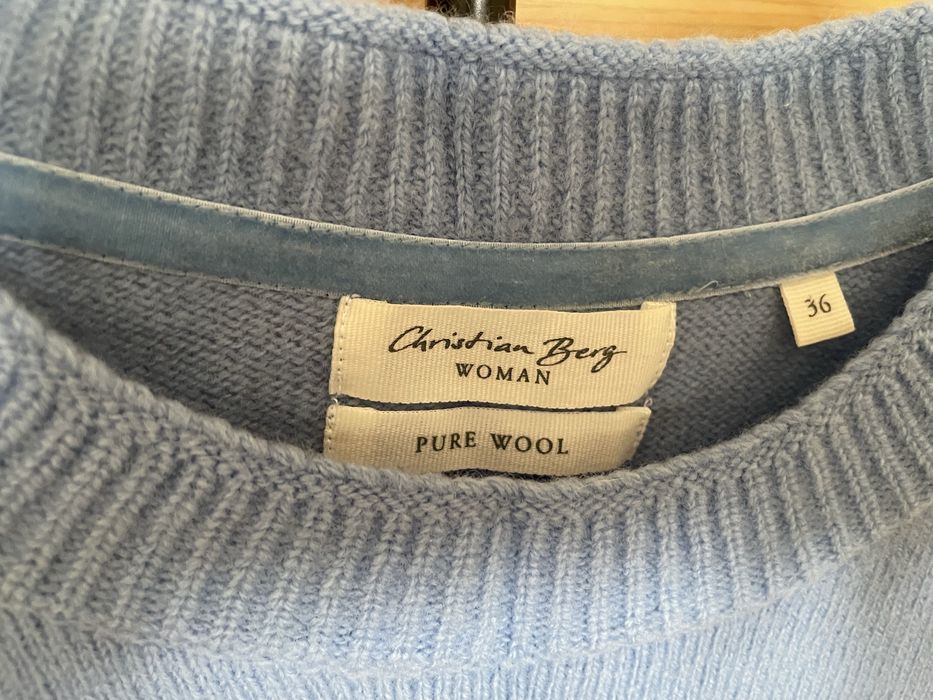 Christian Berg
WOMAN
PURE WOOL
36